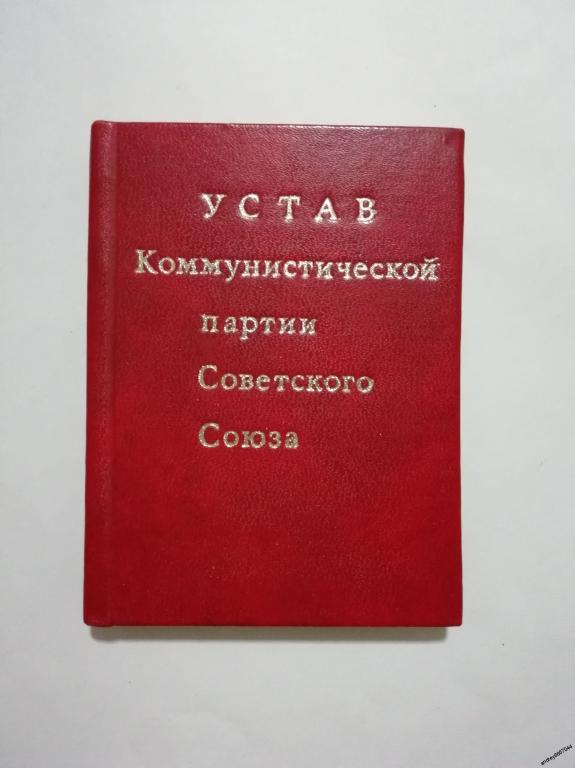 УСТАВ
Коммунистической
партии
Советского
Союза